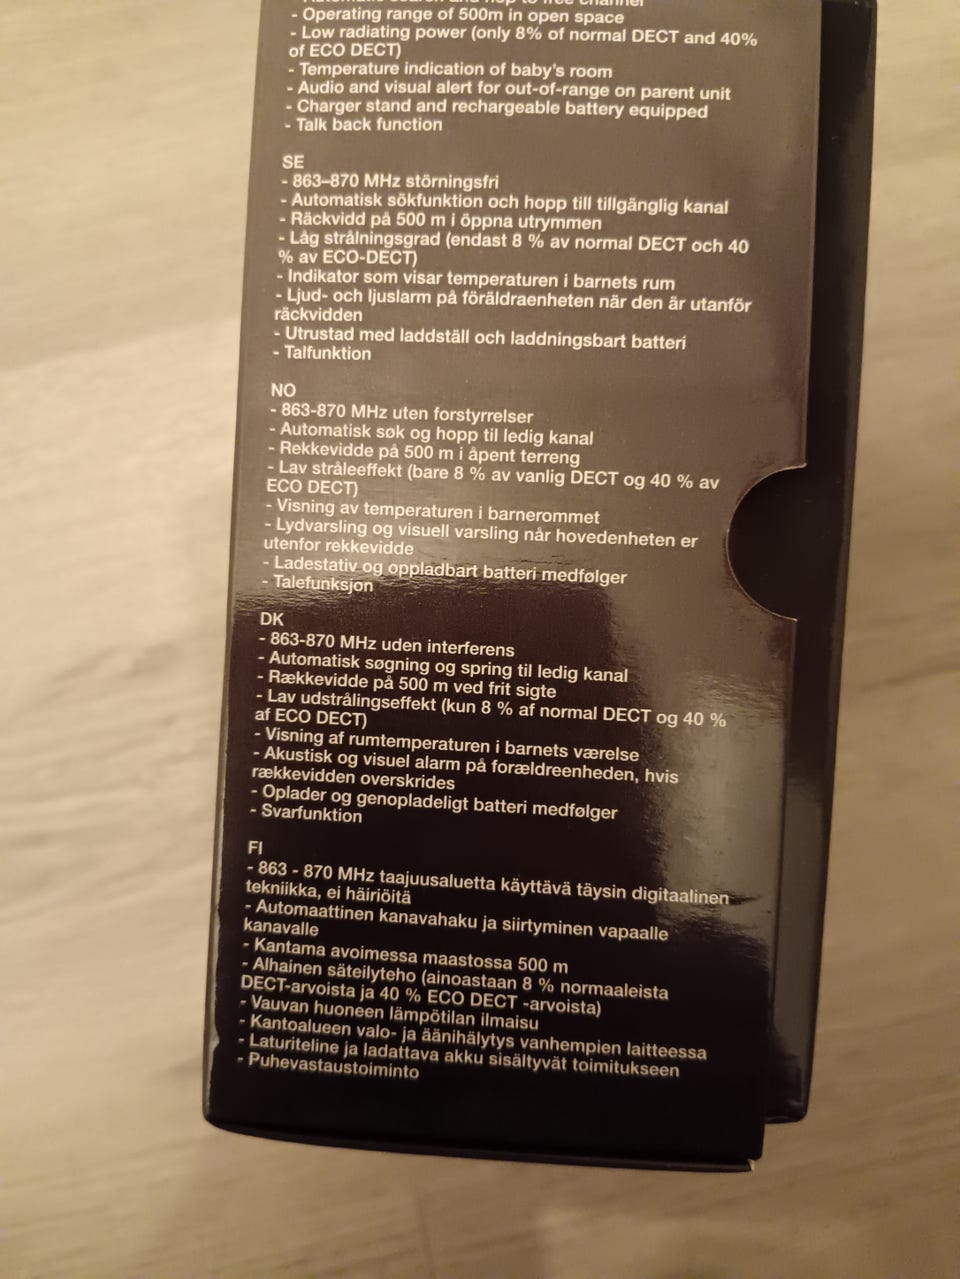 - Automatic search and hop to free channel
- Operating range of 500m in open space
- Low radiating power (only 8% of normal DECT and 40%
of ECO DECT)
- Temperature indication of baby's room
- Audio and visual alert for out-of-range on parent unit
- Charger stand and rechargeable battery equipped
- Talk back function
SE
- 863–870 MHz störningsfri
- Automatisk sökfunktion och hopp till tillgänglig kanal
- Räckvidd på 500 m i öppna utrymmen
- Låg strålningsgrad (endast 8 % av normal DECT och 40
% av ECO-DECT)
- Indikator som visar temperaturen i barnets rum
- Ljud- och ljuslarm på föräldraenheten när den är utanför
räckvidden
- Utrustad med laddställ och laddningsbart batteri
- Talfunktion
NO
- 863-870 MHz uten forstyrrelser
- Automatisk søk og hopp til ledig kanal
- Rekkevidde på 500 m i åpent terreng
- Lav stråleeffekt (bare 8 % av vanlig DECT og 40 % av
ECO DECT)
- Visning av temperaturen i barnerommet
- Lydvarsling og visuell varsling når hovedenheten er
utenfor rekkevidde
- Ladestativ og oppladbart batteri medfølger
- Talefunksjon
DK
- 863-870 MHz uden interferens
- Automatisk søgning og spring til ledig kanal
- Rækkevidde på 500 m ved frit sigte
- Lav udstrålingseffekt (kun 8 % af normal DECT og 40 %
af ECO DECT)
- Visning af rumtemperaturen i barnets værelse
- Akustisk og visuel alarm på forældreenheden, hvis
rækkevidden overskrides
- Oplader og genopladeligt batteri medfølger
- Svarfunktion
FI
- 863 - 870 MHz taajuusaluetta käyttävä täysin digitaalinen
tekniikka, ei häiriöitä
- Automaattinen kanavahaku ja siirtyminen vapaalle
kanavalle
- Kantama avoimessa maastossa 500 m
- Alhainen säteilyteho (ainoastaan 8 % normaaleista
DECT-arvoista ja 40 % ECO DECT -arvoista)
- Vauvan huoneen lämpötilan ilmaisu
- Kantoalueen valo- ja äänihälytys vanhempien laitteessa
- Laturiteline ja ladattava akku sisältyvät toimitukseen
- Puhevastaustoiminto